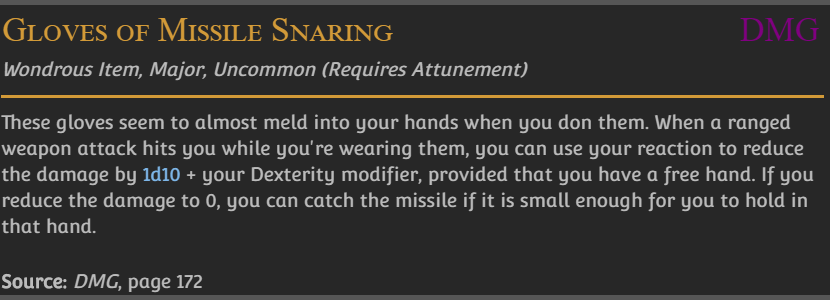 Gloves of Missile Snaring DMG
Wondrous Item, Major, Uncommon (Requires Attunement)
These gloves seem to almost meld into your hands when you don them. When a ranged
weapon attack hits you while you're wearing them, you can use your reaction to reduce
the damage by 1d10 + your Dexterity modifier, provided that you have a free hand. If you
reduce the damage to 0, you can catch the missile if it is small enough for you to hold in
that hand.
Source: DMG, page 172